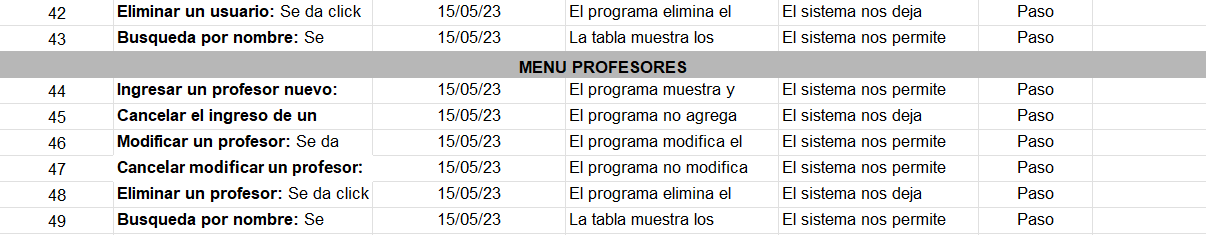 42 Eliminar un usuario: Se da click 15/05/23 El programa elimina el El sistema nos deja Paso
43 Busqueda por nombre: Se 15/05/23 La tabla muestra los El sistema nos permite Paso
MENU PROFESORES
44 Ingresar un profesor nuevo: 15/05/23 El programa muestra y El sistema nos permite Paso
45 Cancelar el ingreso de un 15/05/23 El programa no agrega El sistema nos deja Paso
46 Modificar un profesor: Se da 15/05/23 El programa modifica el El sistema nos permite Paso
47 Cancelar modificar un profesor: 15/05/23 El programa no modifica El sistema nos permite Paso
48 Eliminar un profesor: Se da click 15/05/23 El programa elimina el El sistema nos deja Paso
49 Busqueda por nombre: Se 15/05/23 La tabla muestra los El sistema nos permite Paso